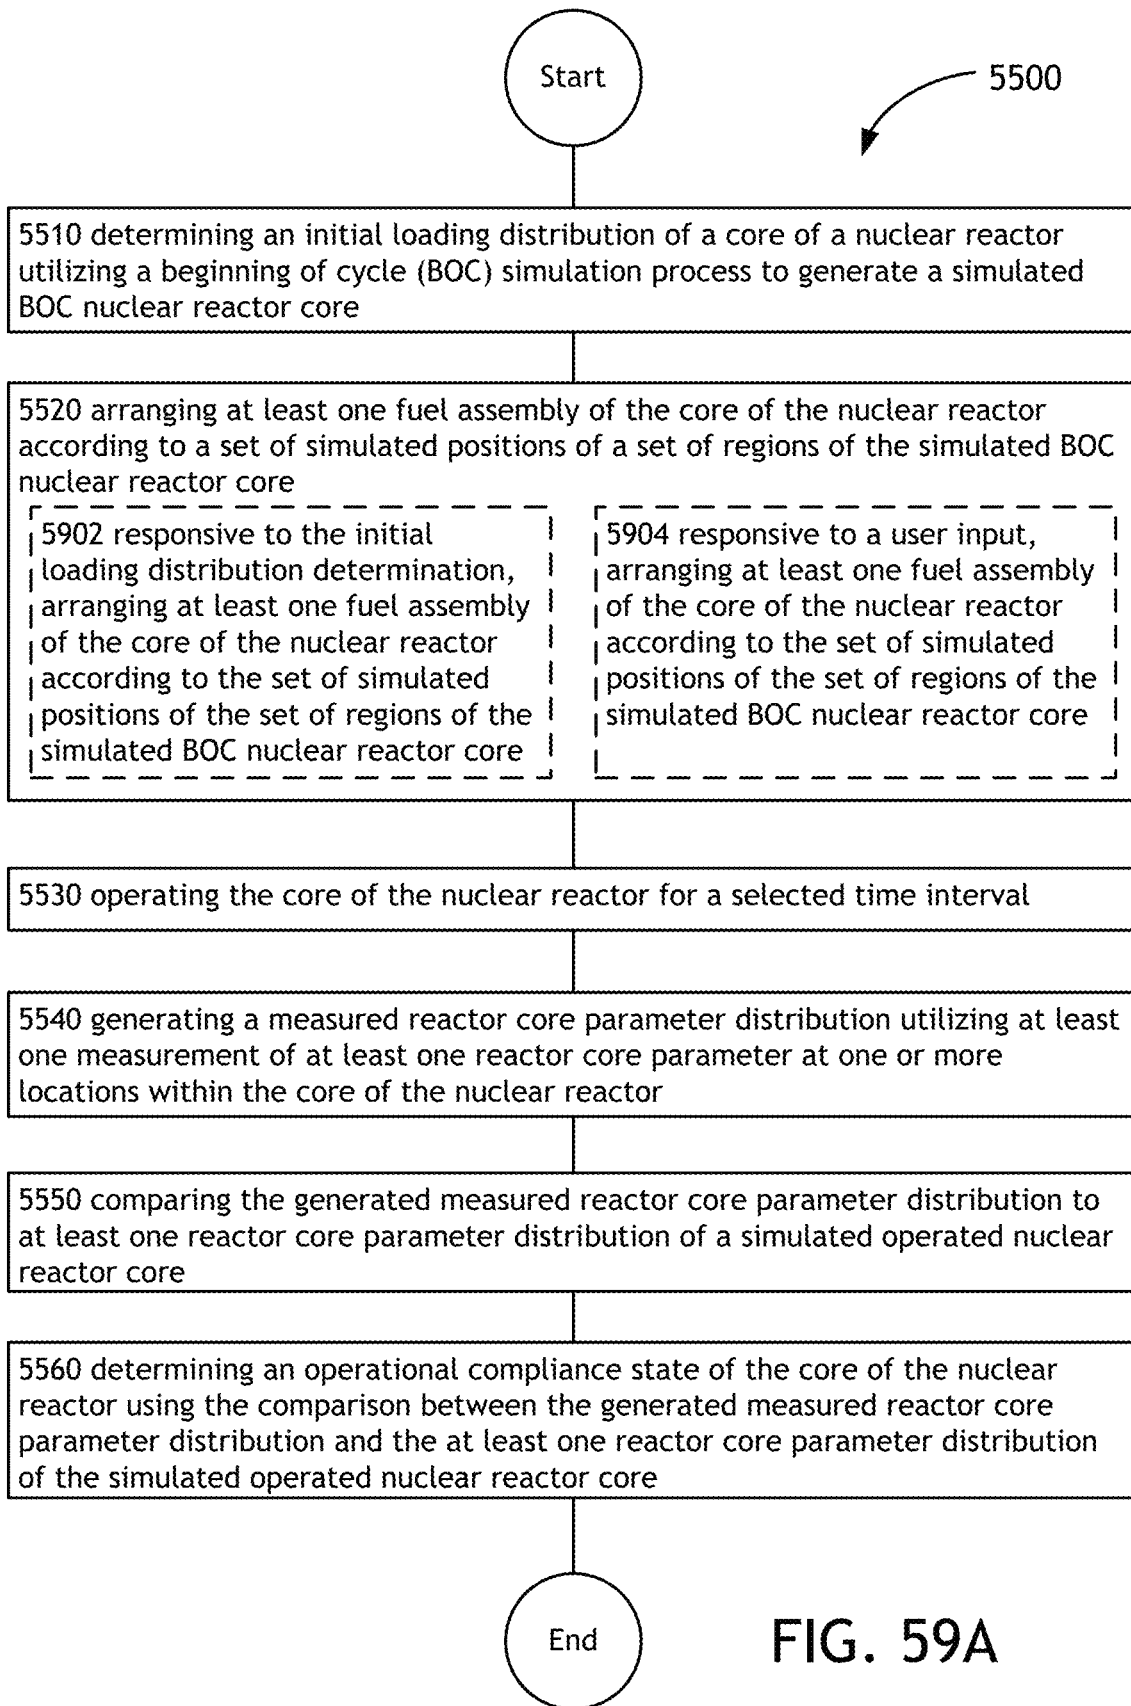 Start
5500
5510 determining an initial loading distribution of a core of a nuclear reactor
utilizing a beginning of cycle (BOC) simulation process to generate a simulated
BOC nuclear reactor core
5520 arranging at least one fuel assembly of the core of the nuclear reactor
according to a set of simulated positions of a set of regions of the simulated BOC
nuclear reactor core
5902 responsive to the initial
loading distribution determination,
arranging at least one fuel assembly
of the core of the nuclear reactor
according to the set of simulated
positions of the set of regions of the
simulated BOC nuclear reactor core
5904 responsive to a user input,
arranging at least one fuel assembly
of the core of the nuclear reactor
according to the set of simulated
positions of the set of regions of the
simulated BOC nuclear reactor core
5530 operating the core of the nuclear reactor for a selected time interval
5540 generating a measured reactor core parameter distribution utilizing at least
one measurement of at least one reactor core parameter at one or more
locations within the core of the nuclear reactor
5550 comparing the generated measured reactor core parameter distribution to
at least one reactor core parameter distribution of a simulated operated nuclear
reactor core
5560 determining an operational compliance state of the core of the nuclear
reactor using the comparison between the generated measured reactor core
parameter distribution and the at least one reactor core parameter distribution
of the simulated operated nuclear reactor core
End
FIG. 59A